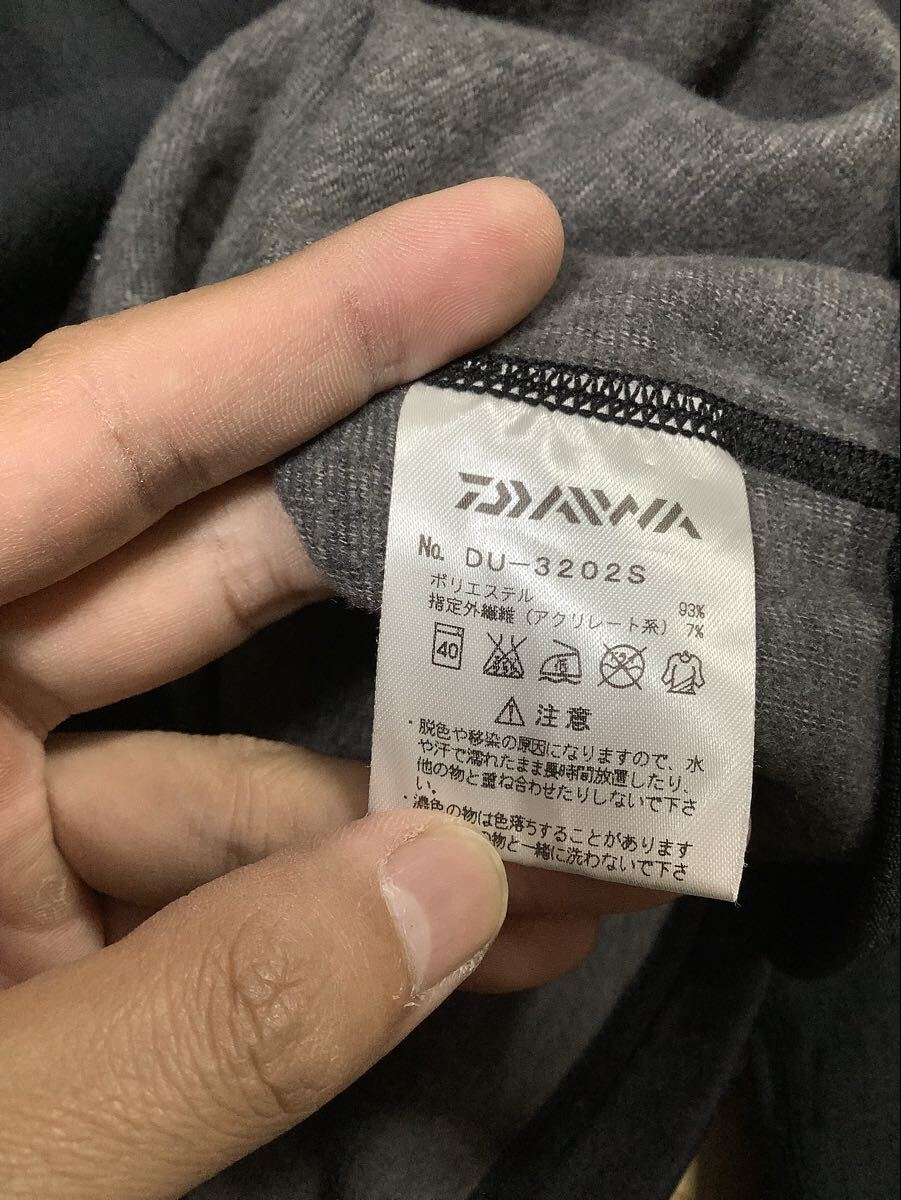 DAIWA
No. DU-3202S
ポリエステル 93%
指定外繊維(アクリレート系) 7%
40
注意
・脱色や移染の原因になりますので、水
や汗で濡れたまま長時間放置したり、
他の物と重ね合わせたりしないで下さ
い。
・濃色の物は色落ちすることがあります
の物と一緒に洗わないで下さ